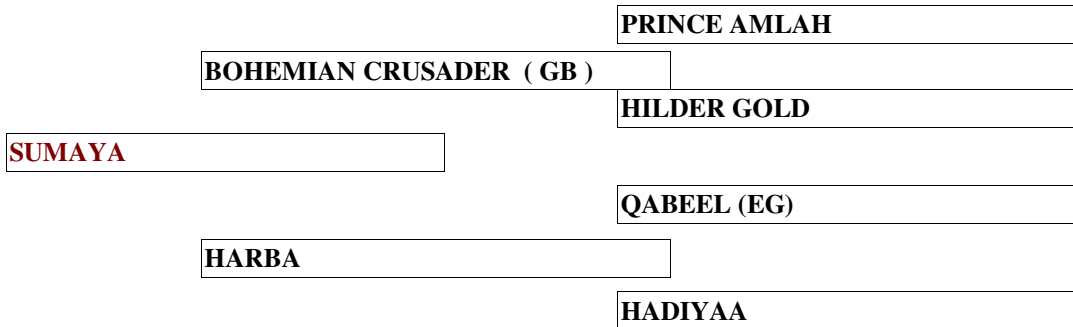 PRINCE AMLAH
BOHEMIAN CRUSADER ( GB )
HILDER GOLD
SUMAYA
QABEEL (EG)
HARBA
HADIYAA